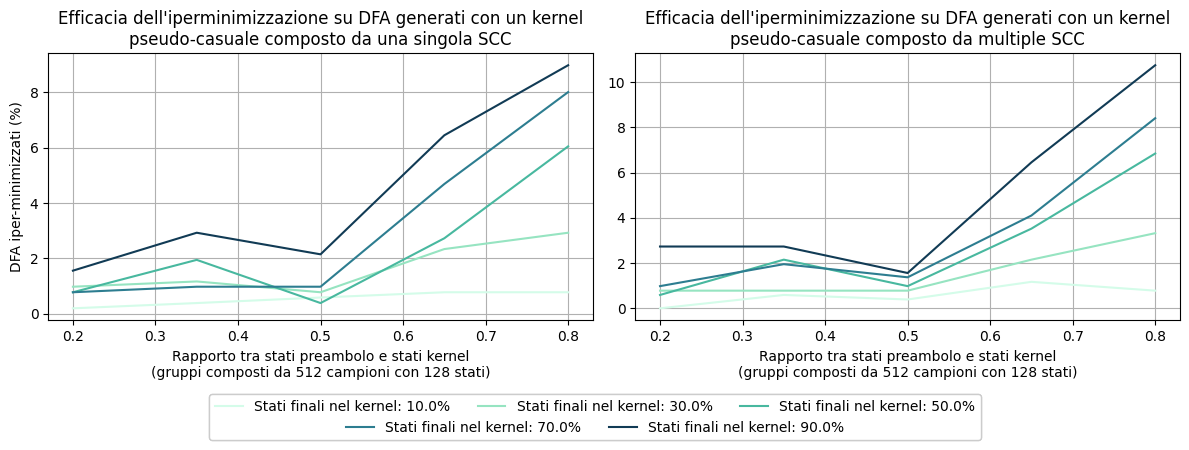 Efficacia dell'iperminimizzazione su DFA generati con un kernel
pseudo-casuale composto da una singola SCC
DFA iper-minimizzati (%)
8
6
4
2
0
0.2 0.3 0.4 0.5 0.6 0.7 0.8
Rapporto tra stati preambolo e stati kernel
(gruppi composti da 512 campioni con 128 stati)
Efficacia dell'iperminimizzazione su DFA generati con un kernel
pseudo-casuale composto da multiple SCC
10
8
6
4
2
0
0.2 0.3 0.4 0.5 0.6 0.7 0.8
Rapporto tra stati preambolo e stati kernel
(gruppi composti da 512 campioni con 128 stati)
Stati finali nel kernel: 10.0% Stati finali nel kernel: 30.0% Stati finali nel kernel: 50.0%
Stati finali nel kernel: 70.0% Stati finali nel kernel: 90.0%